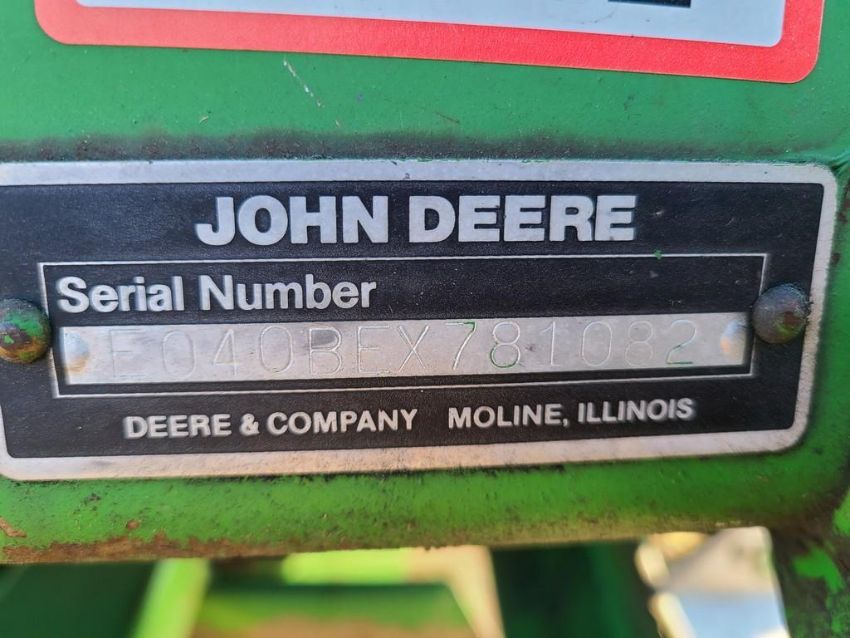 JOHN DEERE
Serial Number
E040BEX781082
DEERE & COMPANY MOLINE, ILLINOIS